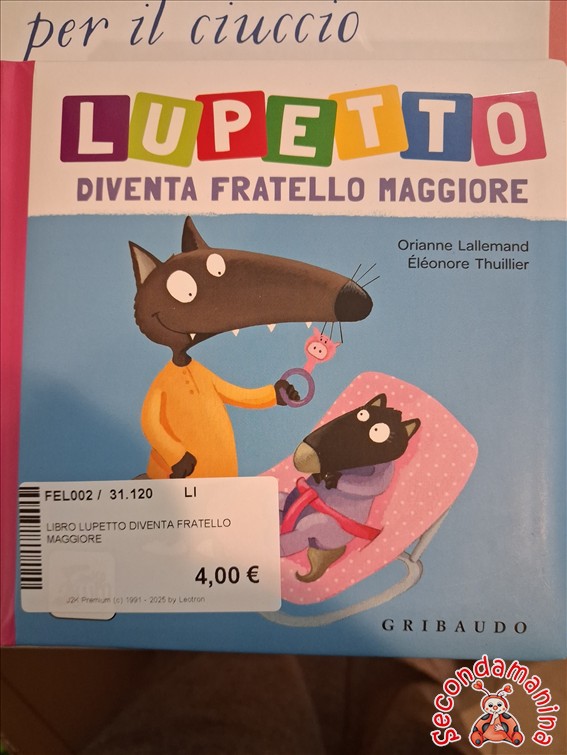 per il ciuccio
LUPETTO
DIVENTA FRATELLO MAGGIORE
Orianne Lallemand
Éléonore Thuillier
FEL002 / 31.120 LI
LIBRO LUPETTO DIVENTA FRATELLO
MAGGIORE
4,00 €
J2K Premium (c) 1991 - 2025 by Leotron
GRIBAUDO
Secondamanina